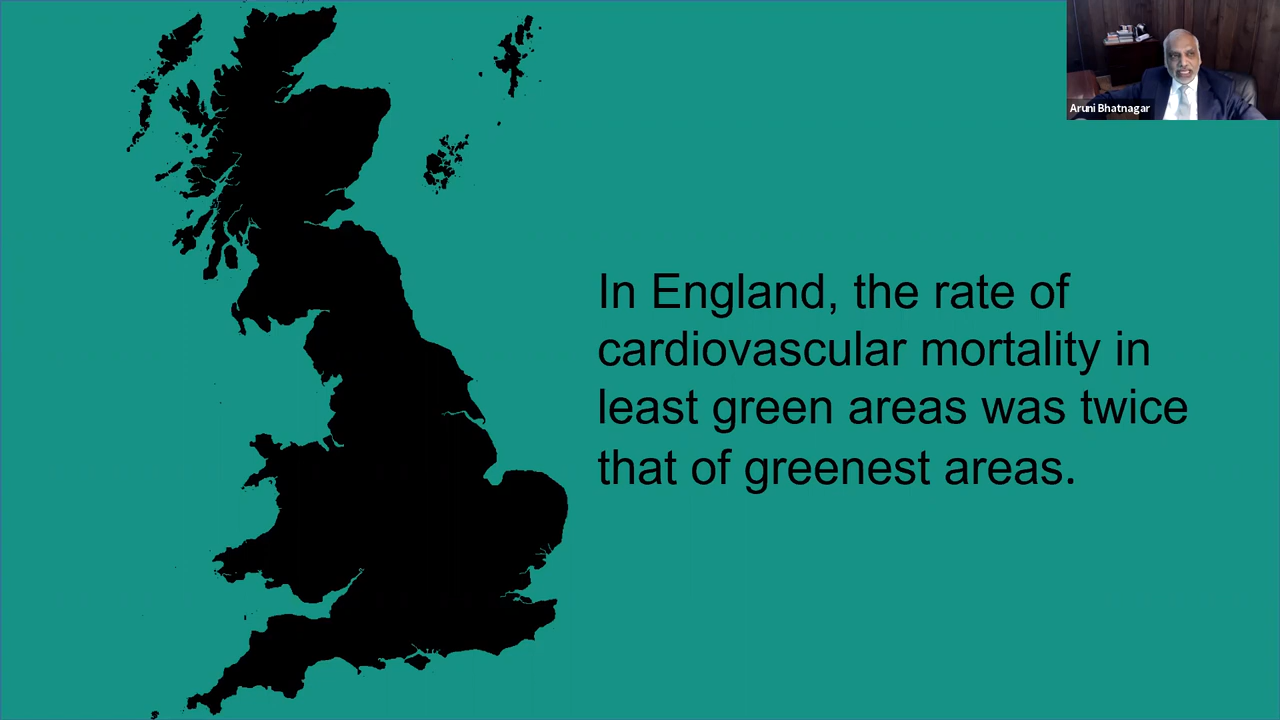 Aruni Bhatnagar
In England, the rate of
cardiovascular mortality in
least green areas was twice
that of greenest areas.